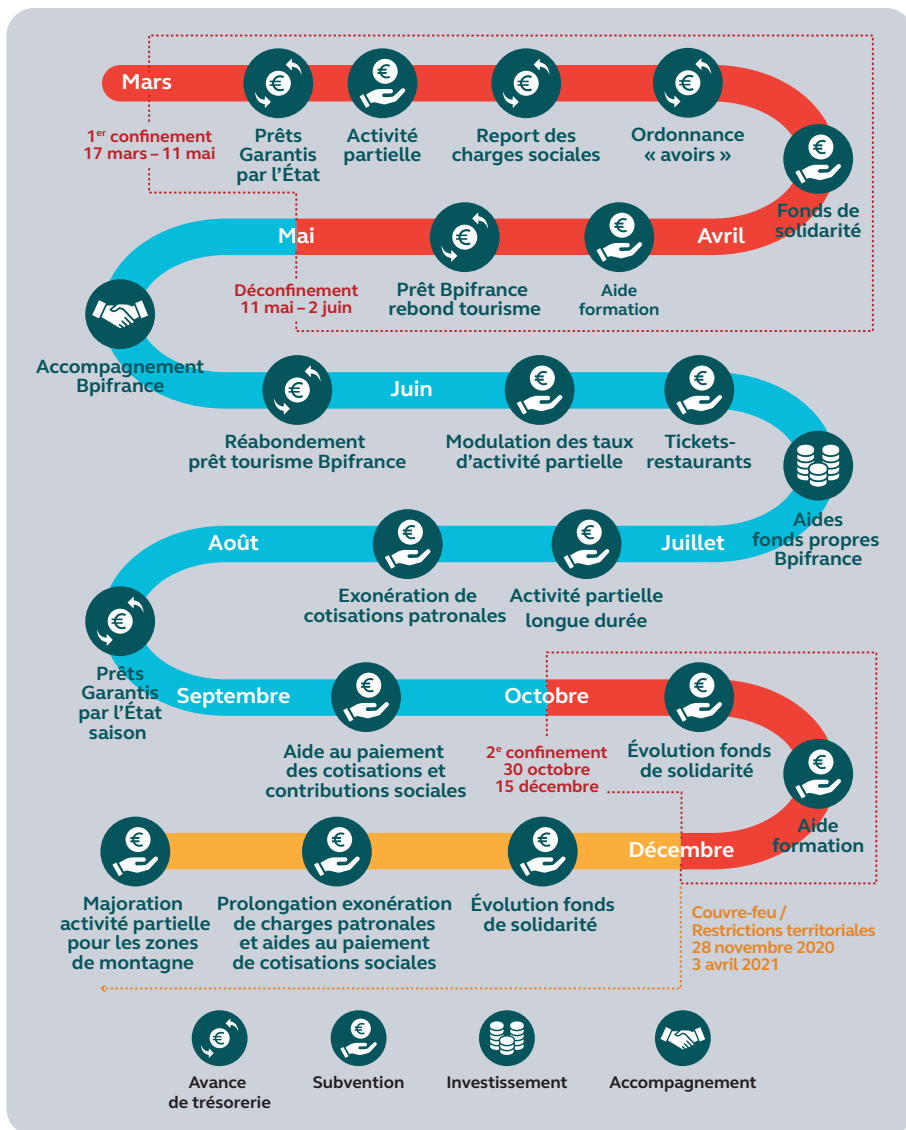 Mars
1er confinement
17 mars – 11 mai
Prêts
Garantis
par l’État
Activité
partielle
Report des
charges sociales
Ordonnance
« avoirs »
Fonds de
solidarité
Avril
Aide
formation
Prêt Bpifrance
rebond tourisme
Mai
Déconfinement
11 mai – 2 juin
Accompagnement
Bpifrance
Réabondement
prêt tourisme Bpifrance
Juin
Modulation des taux
d’activité partielle
Tickets-
restaurants
Aides
fonds propres
Bpifrance
Juillet
Activité partielle
longue durée
Exonération de
cotisations patronales
Août
Prêts
Garantis
par l’État
saison
Septembre
Aide au paiement
des cotisations et
contributions sociales
Octobre
2e confinement
30 octobre
15 décembre
Évolution fonds
de solidarité
Aide
formation
Décembre
Couvre-feu /
Restrictions territoriales
28 novembre 2020
3 avril 2021
Évolution fonds
de solidarité
Prolongation exonération
de charges patronales
et aides au paiement
de cotisations sociales
Majoration
activité partielle
pour les zones
de montagne
Avance
de trésorerie
Subvention
Investissement
Accompagnement